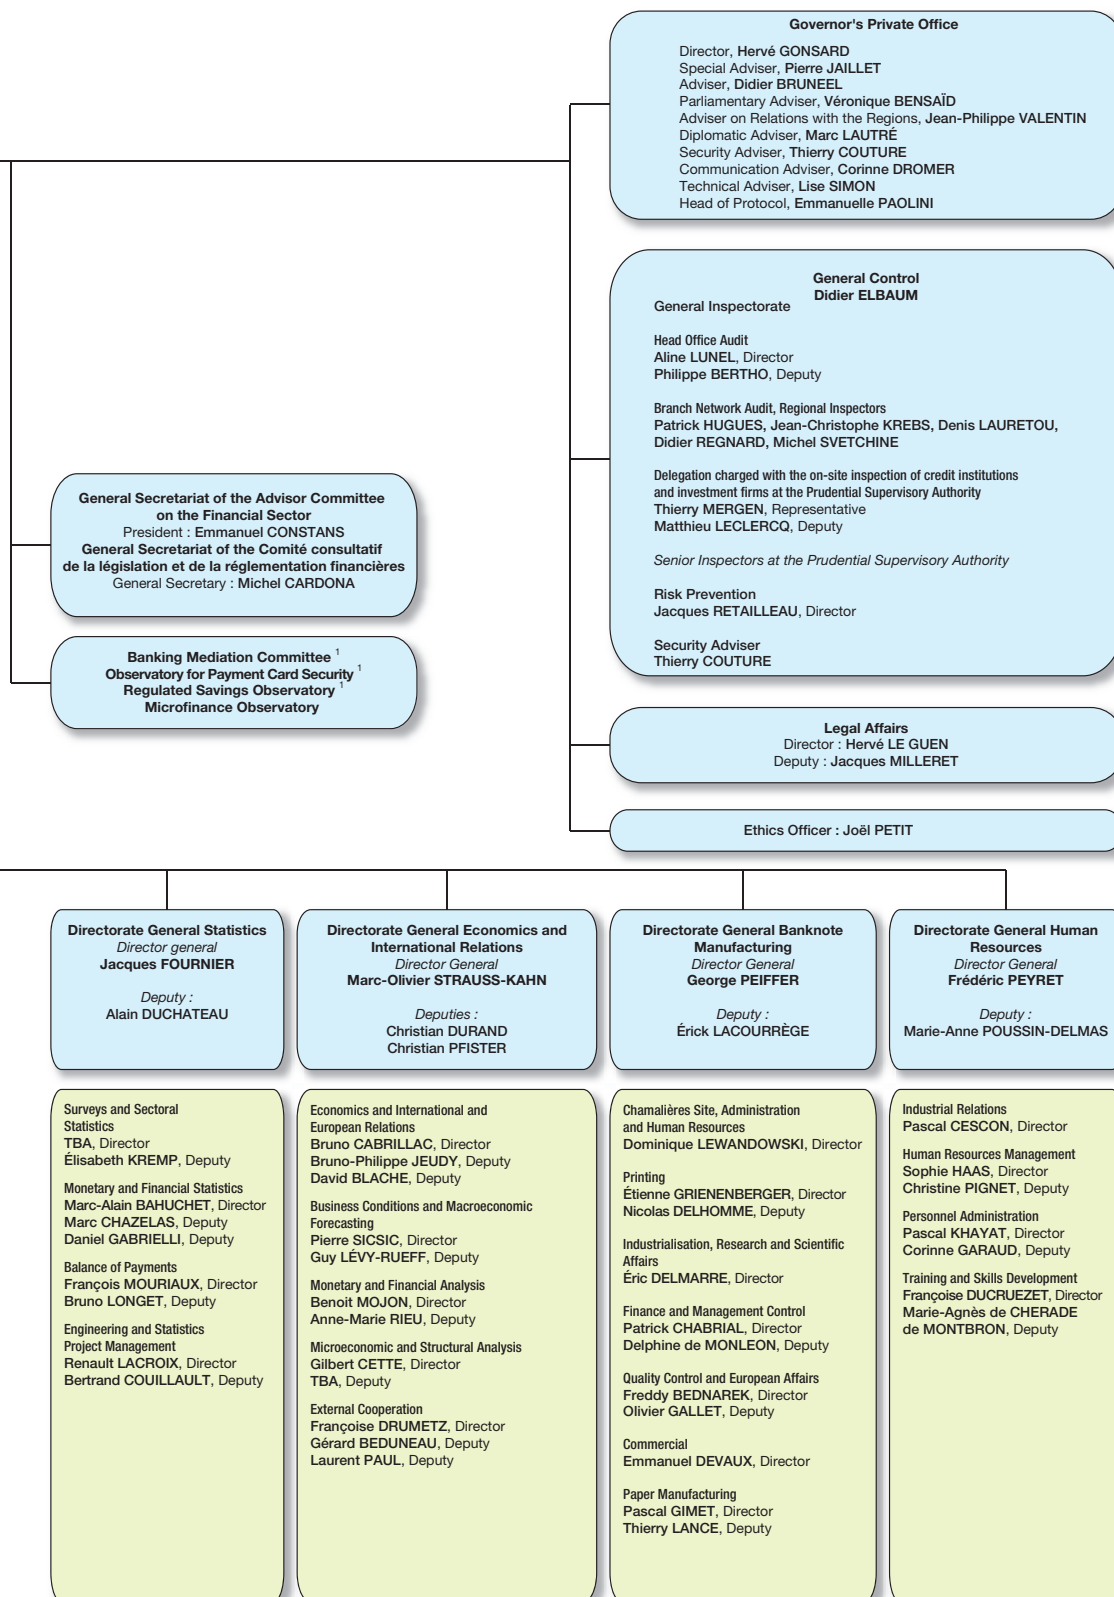 Governor's Private Office
Director, Hervé GONSARD
Special Adviser, Pierre JAILLET
Adviser, Didier BRUNEEL
Parliamentary Adviser, Véronique BENSAÏD
Adviser on Relations with the Regions, Jean-Philippe VALENTIN
Diplomatic Adviser, Marc LAUTRÉ
Security Adviser, Thierry COUTURE
Communication Adviser, Corinne DROMER
Technical Adviser, Lise SIMON
Head of Protocol, Emmanuelle PAOLINI
General Control
Didier ELBAUM
General Inspectorate
Head Office Audit
Aline LUNEL, Director
Philippe BERTHO, Deputy
Branch Network Audit, Regional Inspectors
Patrick HUGUES, Jean-Christophe KREBS, Denis LAURETOU,
Didier REGNARD, Michel SVETCHINE
Delegation charged with the on-site inspection of credit institutions
and investment firms at the Prudential Supervisory Authority
Thierry MERGEN, Representative
Matthieu LECLERCQ, Deputy
Senior Inspectors at the Prudential Supervisory Authority
Risk Prevention
Jacques RETAILLEAU, Director
Security Adviser
Thierry COUTURE
General Secretariat of the Advisor Committee
on the Financial Sector
President : Emmanuel CONSTANS
General Secretariat of the Comité consultatif
de la législation et de la réglementation financières
General Secretary : Michel CARDONA
Banking Mediation Committee 1
Observatory for Payment Card Security 1
Regulated Savings Observatory 1
Microfinance Observatory
Legal Affairs
Director : Hervé LE GUEN
Deputy : Jacques MILLERET
Ethics Officer : Joël PETIT
Directorate General Statistics
Director general
Jacques FOURNIER
Deputy :
Alain DUCHATEAU
Directorate General Economics and
International Relations
Director General
Marc-Olivier STRAUSS-KAHN
Deputies :
Christian DURAND
Christian PFISTER
Directorate General Banknote
Manufacturing
Director General
George PEIFFER
Deputy :
Érick LACOURRÈGE
Directorate General Human
Resources
Director General
Frédéric PEYRET
Deputy :
Marie-Anne POUSSIN-DELMAS
Surveys and Sectoral
Statistics
TBA, Director
Élisabeth KREMP, Deputy
Monetary and Financial Statistics
Marc-Alain BAHUCHET, Director
Marc CHAZELAS, Deputy
Daniel GABRIELLI, Deputy
Balance of Payments
François MOURIAUX, Director
Bruno LONGET, Deputy
Engineering and Statistics
Project Management
Renault LACROIX, Director
Bertrand COUILLAULT, Deputy
Economics and International and
European Relations
Bruno CABRILLAC, Director
Bruno-Philippe JEUDY, Deputy
David BLACHE, Deputy
Business Conditions and Macroeconomic
Forecasting
Pierre SICSIC, Director
Guy LÉVY-RUEFF, Deputy
Monetary and Financial Analysis
Benoit MOJON, Director
Anne-Marie RIEU, Deputy
Microeconomic and Structural Analysis
Gilbert CETTE, Director
TBA, Deputy
External Cooperation
Françoise DRUMETZ, Director
Gérard BEDUNEAU, Deputy
Laurent PAUL, Deputy
Chamalières Site, Administration
and Human Resources
Dominique LEWANDOWSKI, Director
Printing
Étienne GRIENENBERGER, Director
Nicolas DELHOMME, Deputy
Industrialisation, Research and Scientific
Affairs
Éric DELMARRE, Director
Finance and Management Control
Patrick CHABRIAL, Director
Delphine de MONLEON, Deputy
Quality Control and European Affairs
Freddy BEDNAREK, Director
Olivier GALLET, Deputy
Commercial
Emmanuel DEVAUX, Director
Paper Manufacturing
Pascal GIMET, Director
Thierry LANCE, Deputy
Industrial Relations
Pascal CESCON, Director
Human Resources Management
Sophie HAAS, Director
Christine PIGNET, Deputy
Personnel Administration
Pascal KHAYAT, Director
Corinne GARAUD, Deputy
Training and Skills Development
Françoise DUCRUEZET, Director
Marie-Agnès de CHERADE
de MONTBRON, Deputy